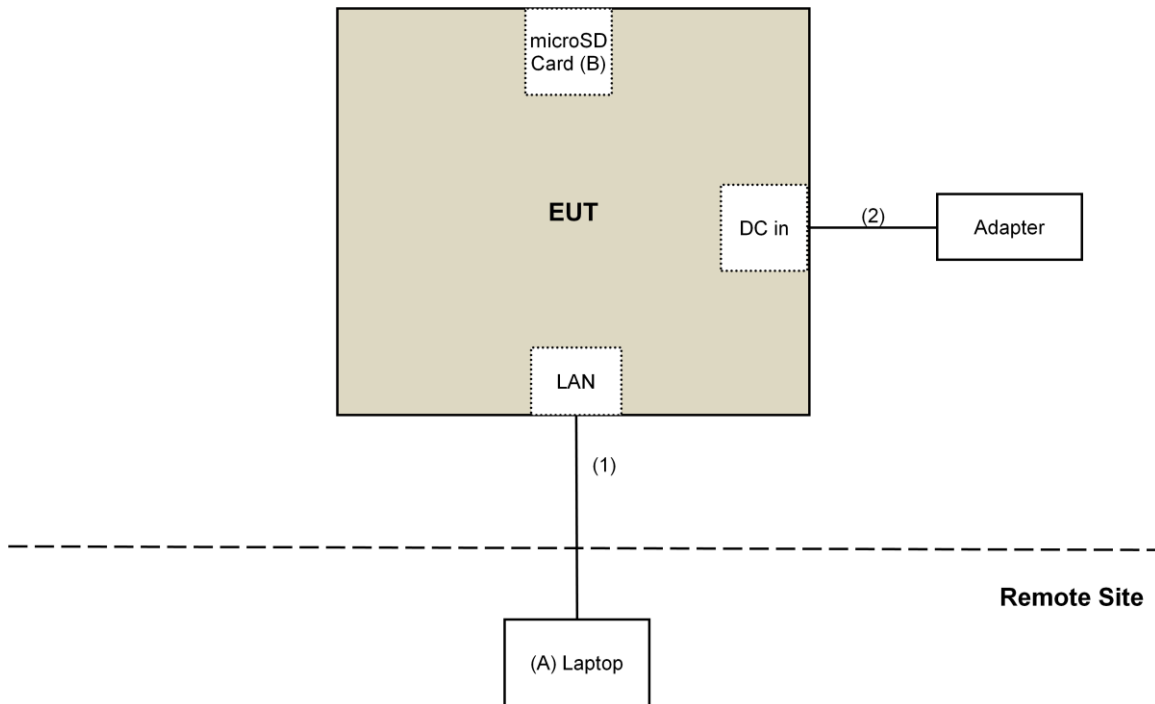 microSD
Card (B)
EUT
DC in
(2)
Adapter
LAN
(1)
Remote Site
(A) Laptop